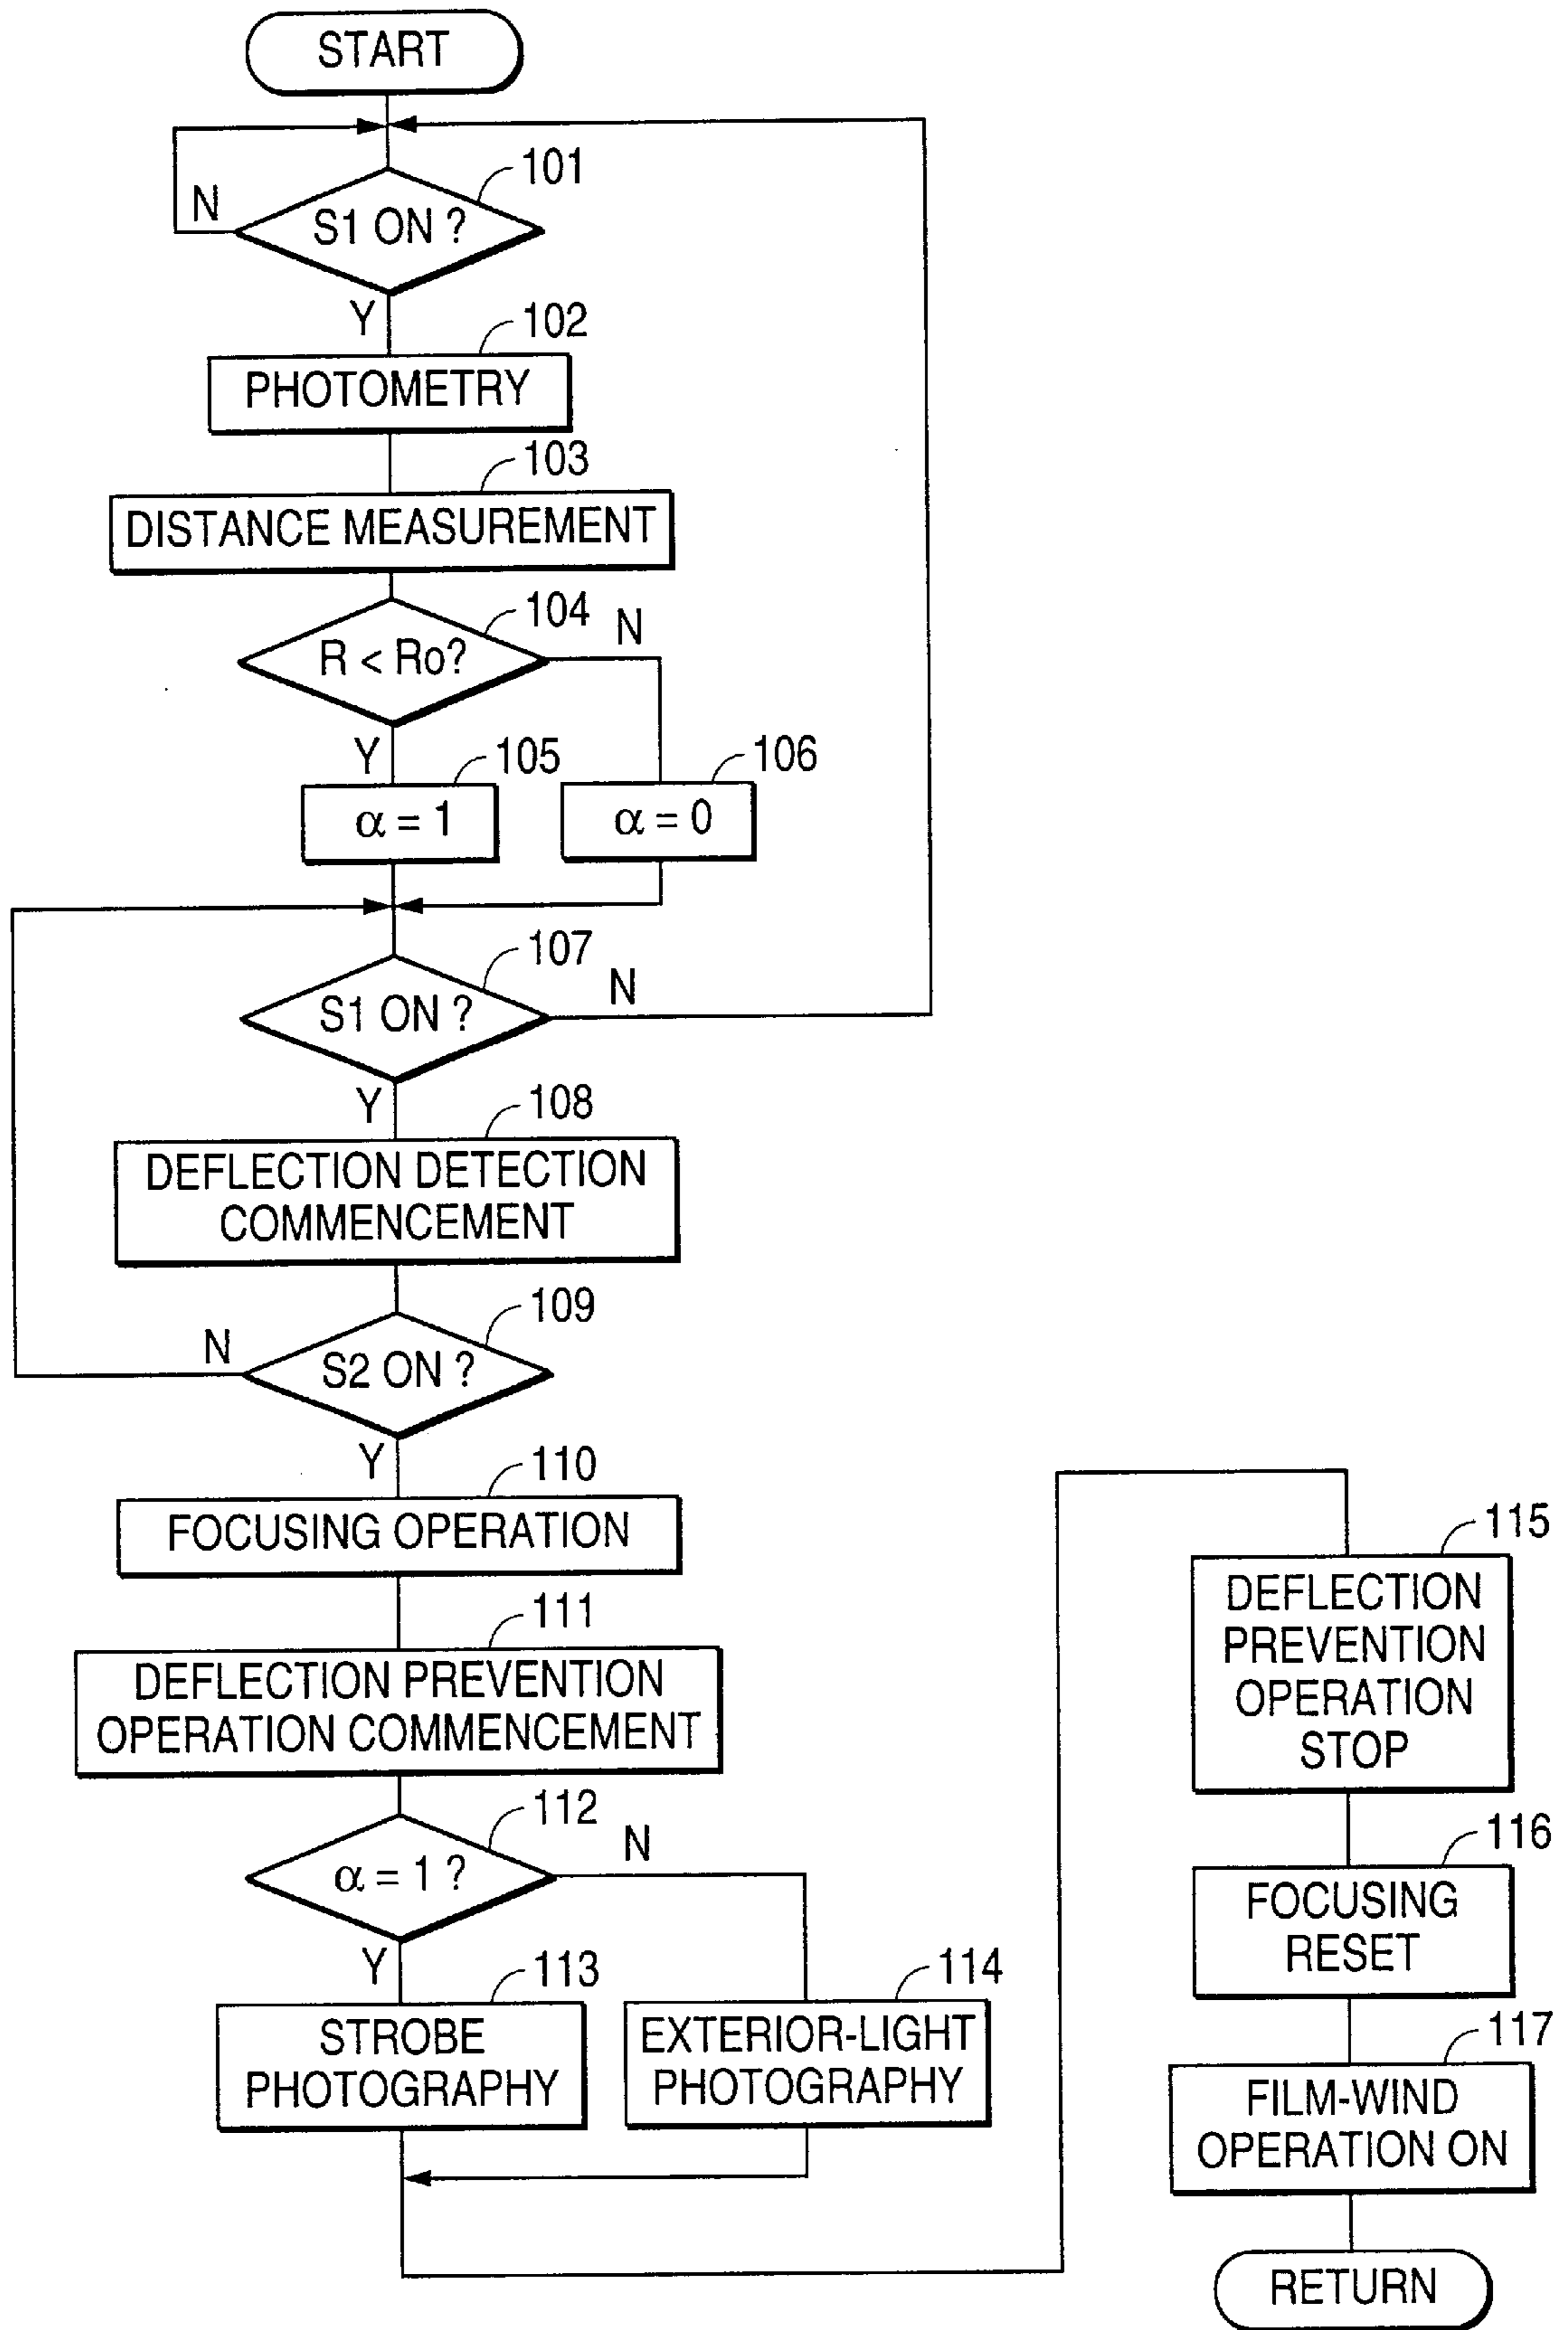 START
101
N
S1 ON ?
Y
102
PHOTOMETRY
103
DISTANCE MEASUREMENT
104
N
R < Ro?
Y
105
106
α = 1
α = 0
107
N
S1 ON ?
Y
108
DEFLECTION DETECTION
COMMENCEMENT
109
N
S2 ON ?
Y
110
FOCUSING OPERATION
111
DEFLECTION PREVENTION
OPERATION COMMENCEMENT
112
N
α = 1 ?
Y
113
114
STROBE
PHOTOGRAPHY
EXTERIOR-LIGHT
PHOTOGRAPHY
115
DEFLECTION
PREVENTION
OPERATION
STOP
116
FOCUSING
RESET
117
FILM-WIND
OPERATION ON
RETURN